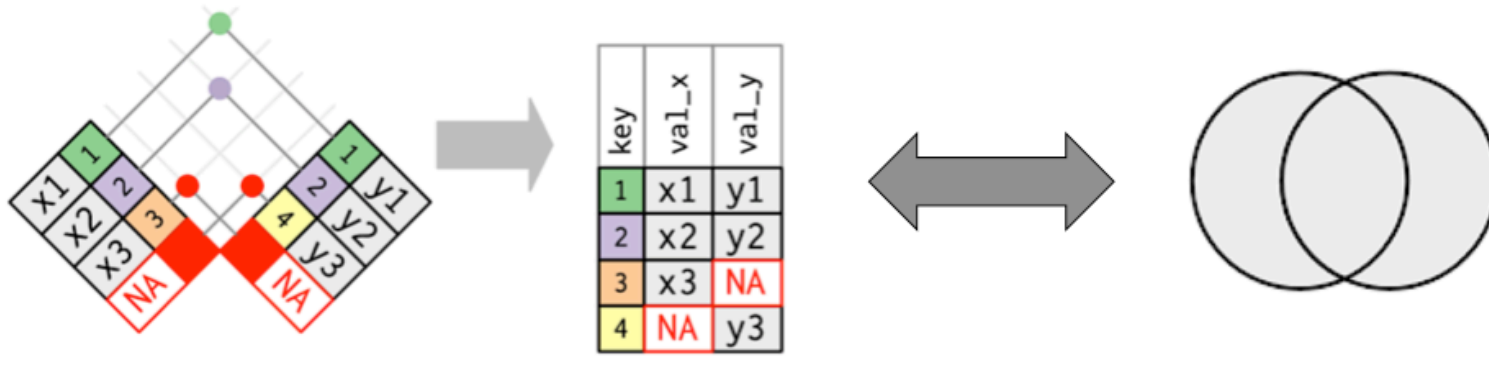 1
x1
2
x2
3
x3
NA
1
y1
2
y2
4
y3
NA
key val_x val_y
1 x1 y1
2 x2 y2
3 x3 NA
4 NA y3